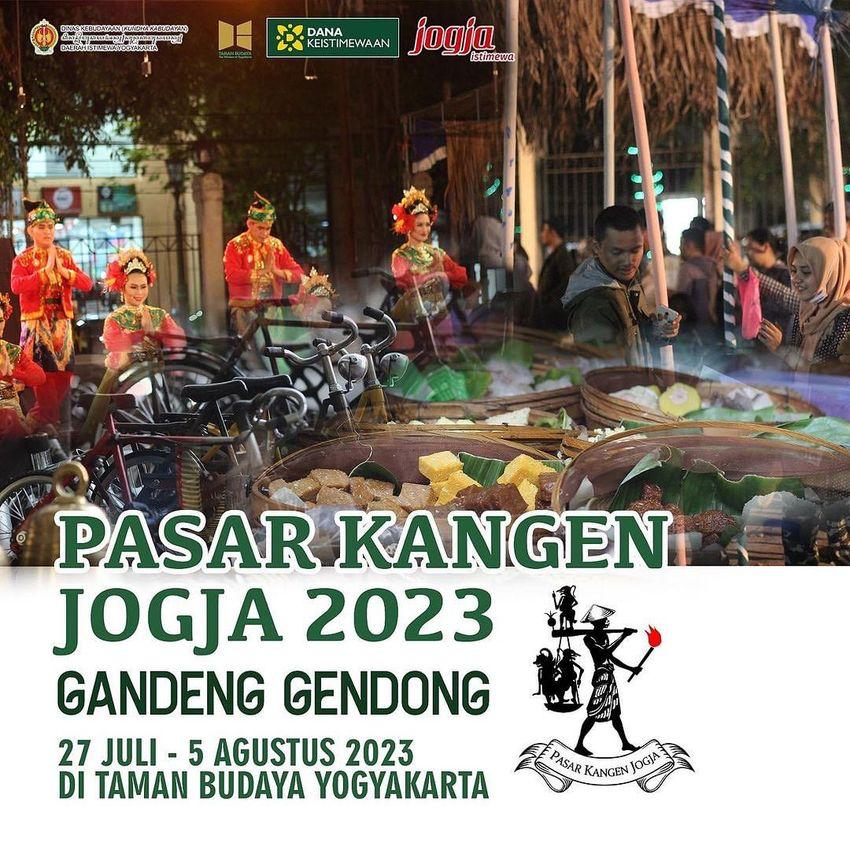 DINAS KEBUDAYAAN (KUNDHA KABUDAYAN)
DAERAH ISTIMEWA YOGYAKARTA
TAMAN BUDAYA
DANA
KEISTIMEWAAN
jogja
istimewa
PASAR KANGEN
JOGJA 2023
GANDENG GENDONG
27 JULI - 5 AGUSTUS 2023
DI TAMAN BUDAYA YOGYAKARTA
PASAR KANGEN JOGJA